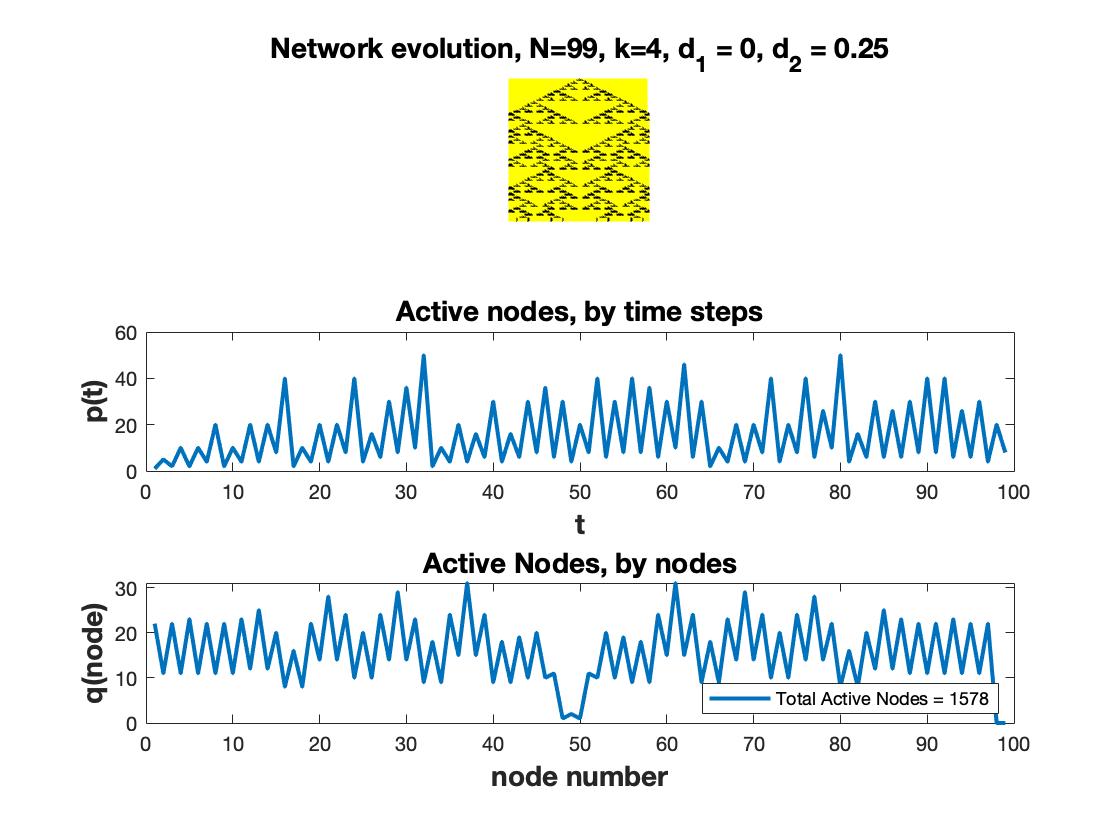 Network evolution, N=99, k=4, d1 = 0, d2 = 0.25
Active nodes, by time steps
p(t)
60
40
20
0
0 10 20 30 40 50 60 70 80 90 100
t
Active Nodes, by nodes
q(node)
30
20
10
0
Total Active Nodes = 1578
0 10 20 30 40 50 60 70 80 90 100
node number